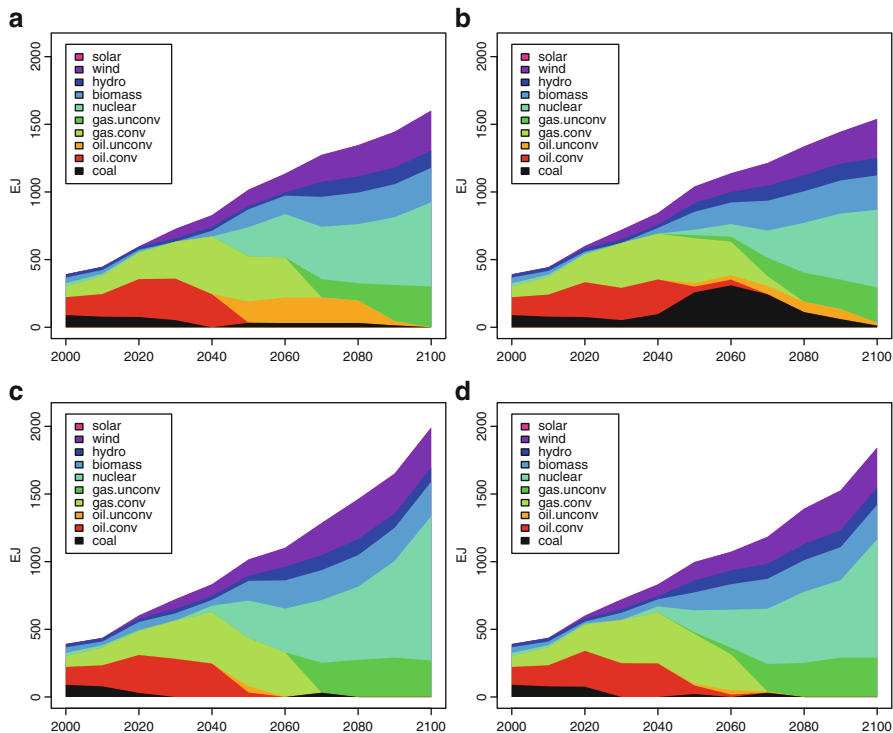 a
EJ
2000
1500
1000
500
0
solar
wind
hydro
biomass
nuclear
gas.unconv
gas.conv
oil.unconv
oil.conv
coal
2000 2020 2040 2060 2080 2100
b
2000
1500
1000
500
0
solar
wind
hydro
biomass
nuclear
gas.unconv
gas.conv
oil.unconv
oil.conv
coal
2000 2020 2040 2060 2080 2100
c
EJ
2000
1500
1000
500
0
solar
wind
hydro
biomass
nuclear
gas.unconv
gas.conv
oil.unconv
oil.conv
coal
2000 2020 2040 2060 2080 2100
d
EJ
2000
1500
1000
500
0
solar
wind
hydro
biomass
nuclear
gas.unconv
gas.conv
oil.unconv
oil.conv
coal
2000 2020 2040 2060 2080 2100
EJ